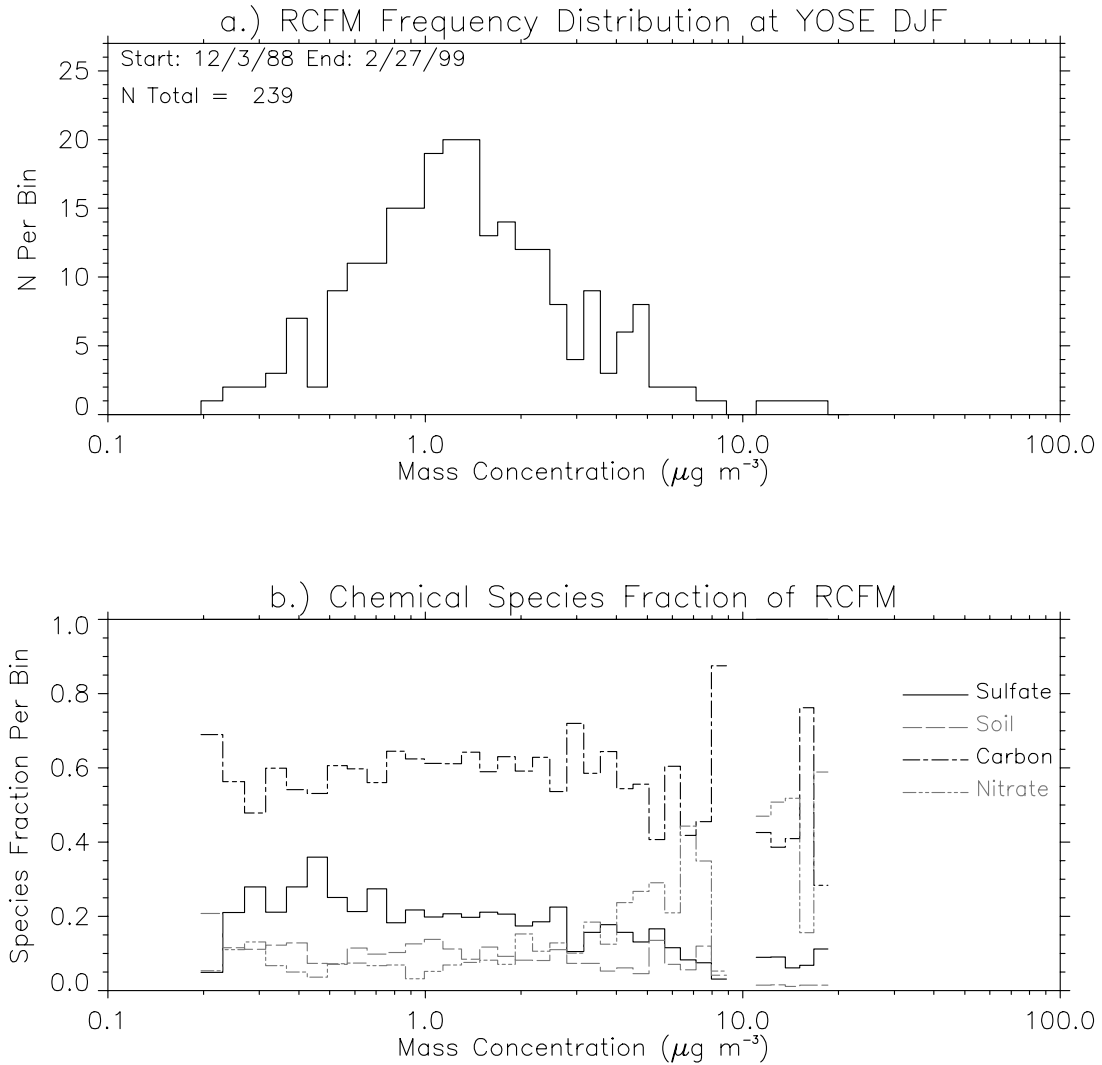 a.) RCFM Frequency Distribution at YOSE DJF
Start: 12/3/88 End: 2/27/99
N Total = 239
N Per Bin
25
20
15
10
5
0
0.1 1.0 10.0 100.0
Mass Concentration (μg m⁻³)
b.) Chemical Species Fraction of RCFM
Species Fraction Per Bin
1.0
0.8
0.6
0.4
0.2
0.0
Sulfate
Soil
Carbon
Nitrate
0.1 1.0 10.0 100.0
Mass Concentration (μg m⁻³)